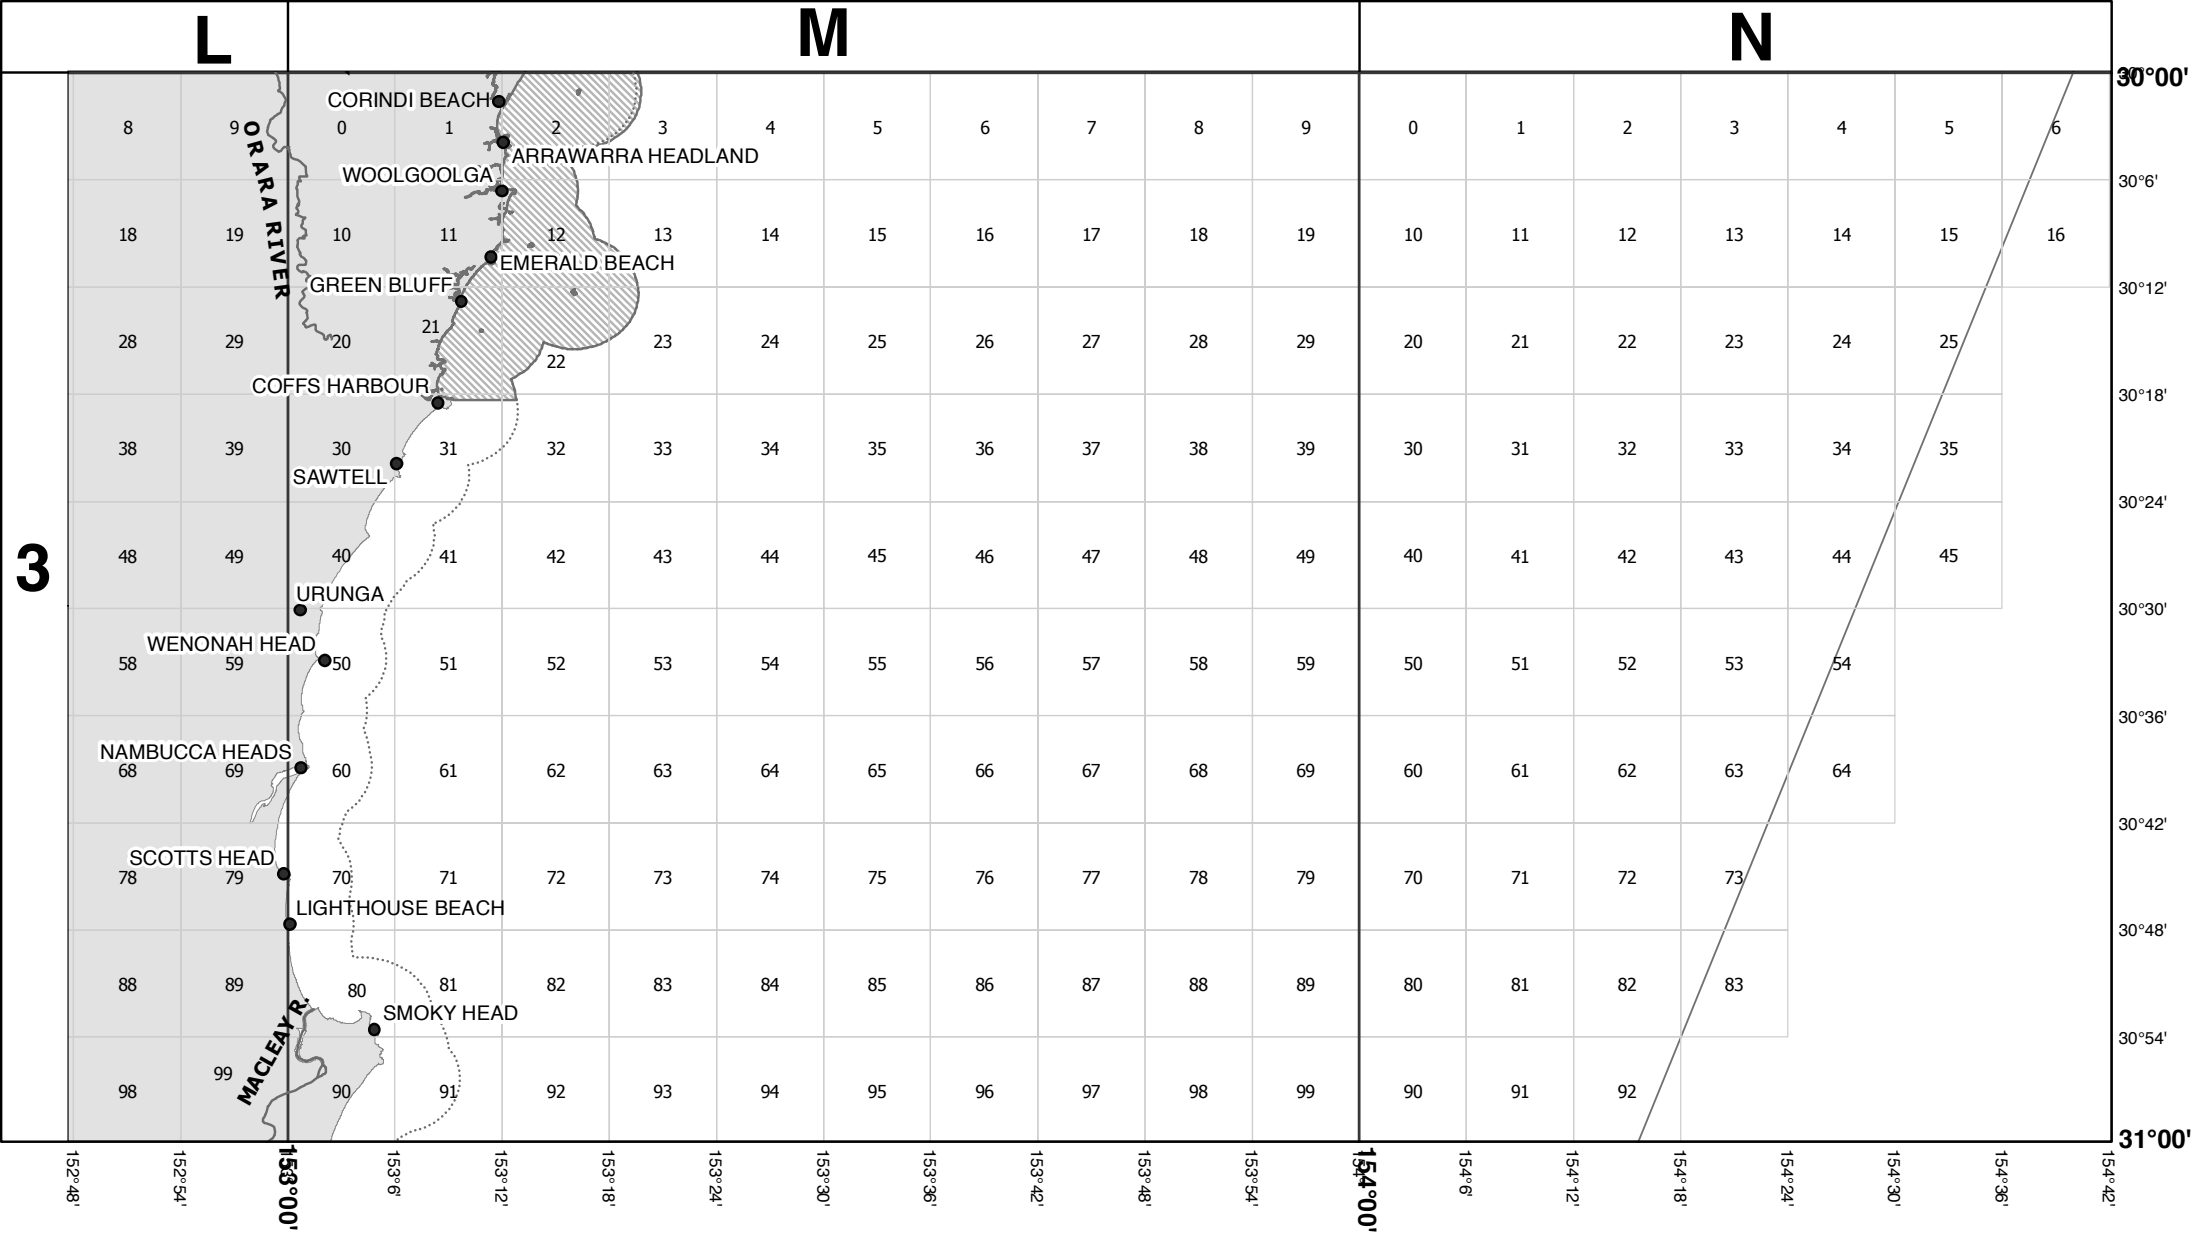 L M N
30°00'
CORINDI BEACH
8 9 0 1 2 3 4 5 6 7 8 9 0 1 2 3 4 5 6
ORARA RIVER
ARRAWARRA HEADLAND
WOOLGOOLGA
30°6'
18 19 10 11 12 13 14 15 16 17 18 19 10 11 12 13 14 15 16
EMERALD BEACH
GREEN BLUFF
30°12'
21
28 29 20 23 24 25 26 27 28 29 20 21 22 23 24 25
22
COFFS HARBOUR
30°18'
38 39 30 31 32 33 34 35 36 37 38 39 30 31 32 33 34 35
SAWTELL
30°24'
3
48 49 40 41 42 43 44 45 46 47 48 49 40 41 42 43 44 45
URUNGA
30°30'
WENONAH HEAD
58 59 50 51 52 53 54 55 56 57 58 59 50 51 52 53 54
30°36'
NAMBUCCA HEADS
68 69 60 61 62 63 64 65 66 67 68 69 60 61 62 63 64
30°42'
SCOTTS HEAD
78 79 70 71 72 73 74 75 76 77 78 79 70 71 72 73
LIGHTHOUSE BEACH
30°48'
88 89 80 81 82 83 84 85 86 87 88 89 80 81 82 83
SMOKY HEAD
MACLEAY R.
30°54'
99
98 90 91 92 93 94 95 96 97 98 99 90 91 92
31°00'
152°48' 152°54' 153°00' 153°6' 153°12' 153°18' 153°24' 153°30' 153°36' 153°42' 153°48' 153°54' 154°00' 154°6' 154°12' 154°18' 154°24' 154°30' 154°36' 154°42'